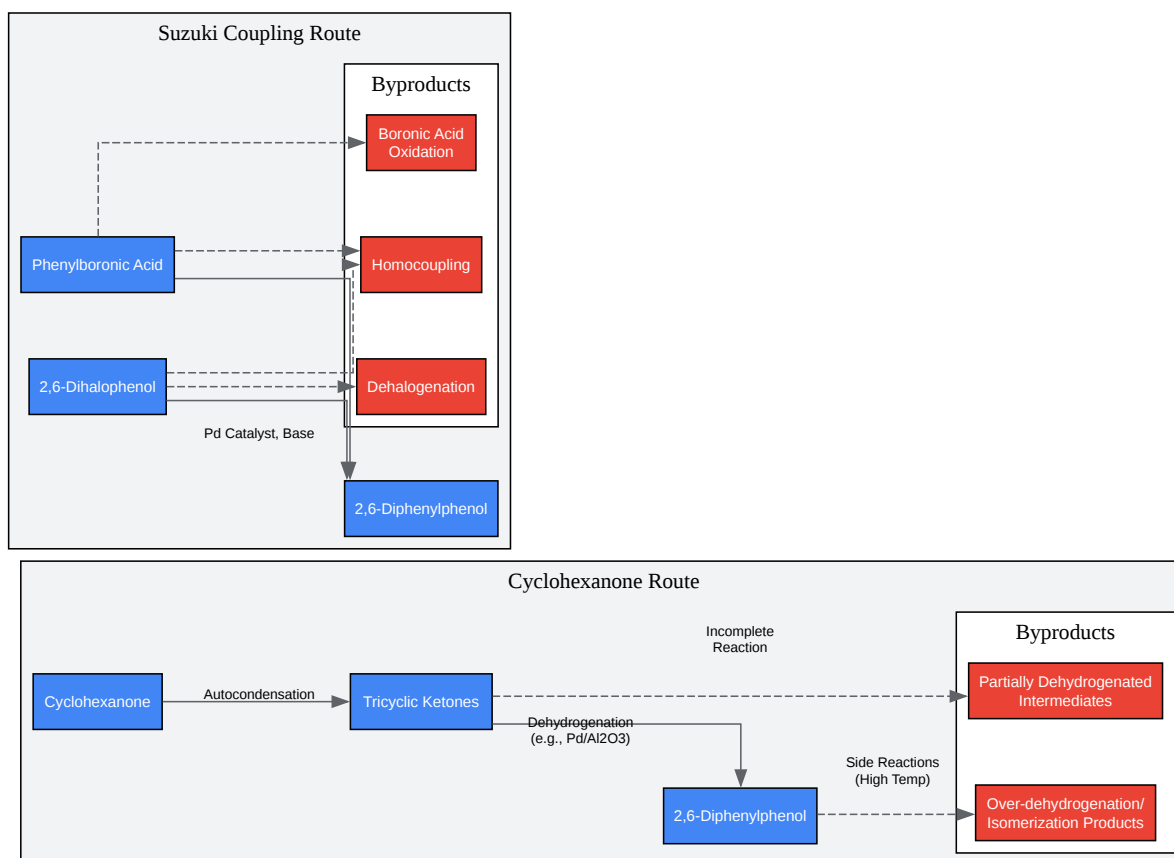 Suzuki Coupling Route
Byproducts
Boronic Acid
Oxidation
Phenylboronic Acid
Homocoupling
2,6-Dihalophenol
Dehalogenation
Pd Catalyst, Base
2,6-Diphenylphenol
Cyclohexanone Route
Byproducts
Incomplete
Reaction
Cyclohexanone
Autocondensation
Tricyclic Ketones
Partially Dehydrogenated
Intermediates
Dehydrogenation
(e.g., Pd/Al2O3)
Side Reactions
(High Temp)
2,6-Diphenylphenol
Over-dehydrogenation/
Isomerization Products